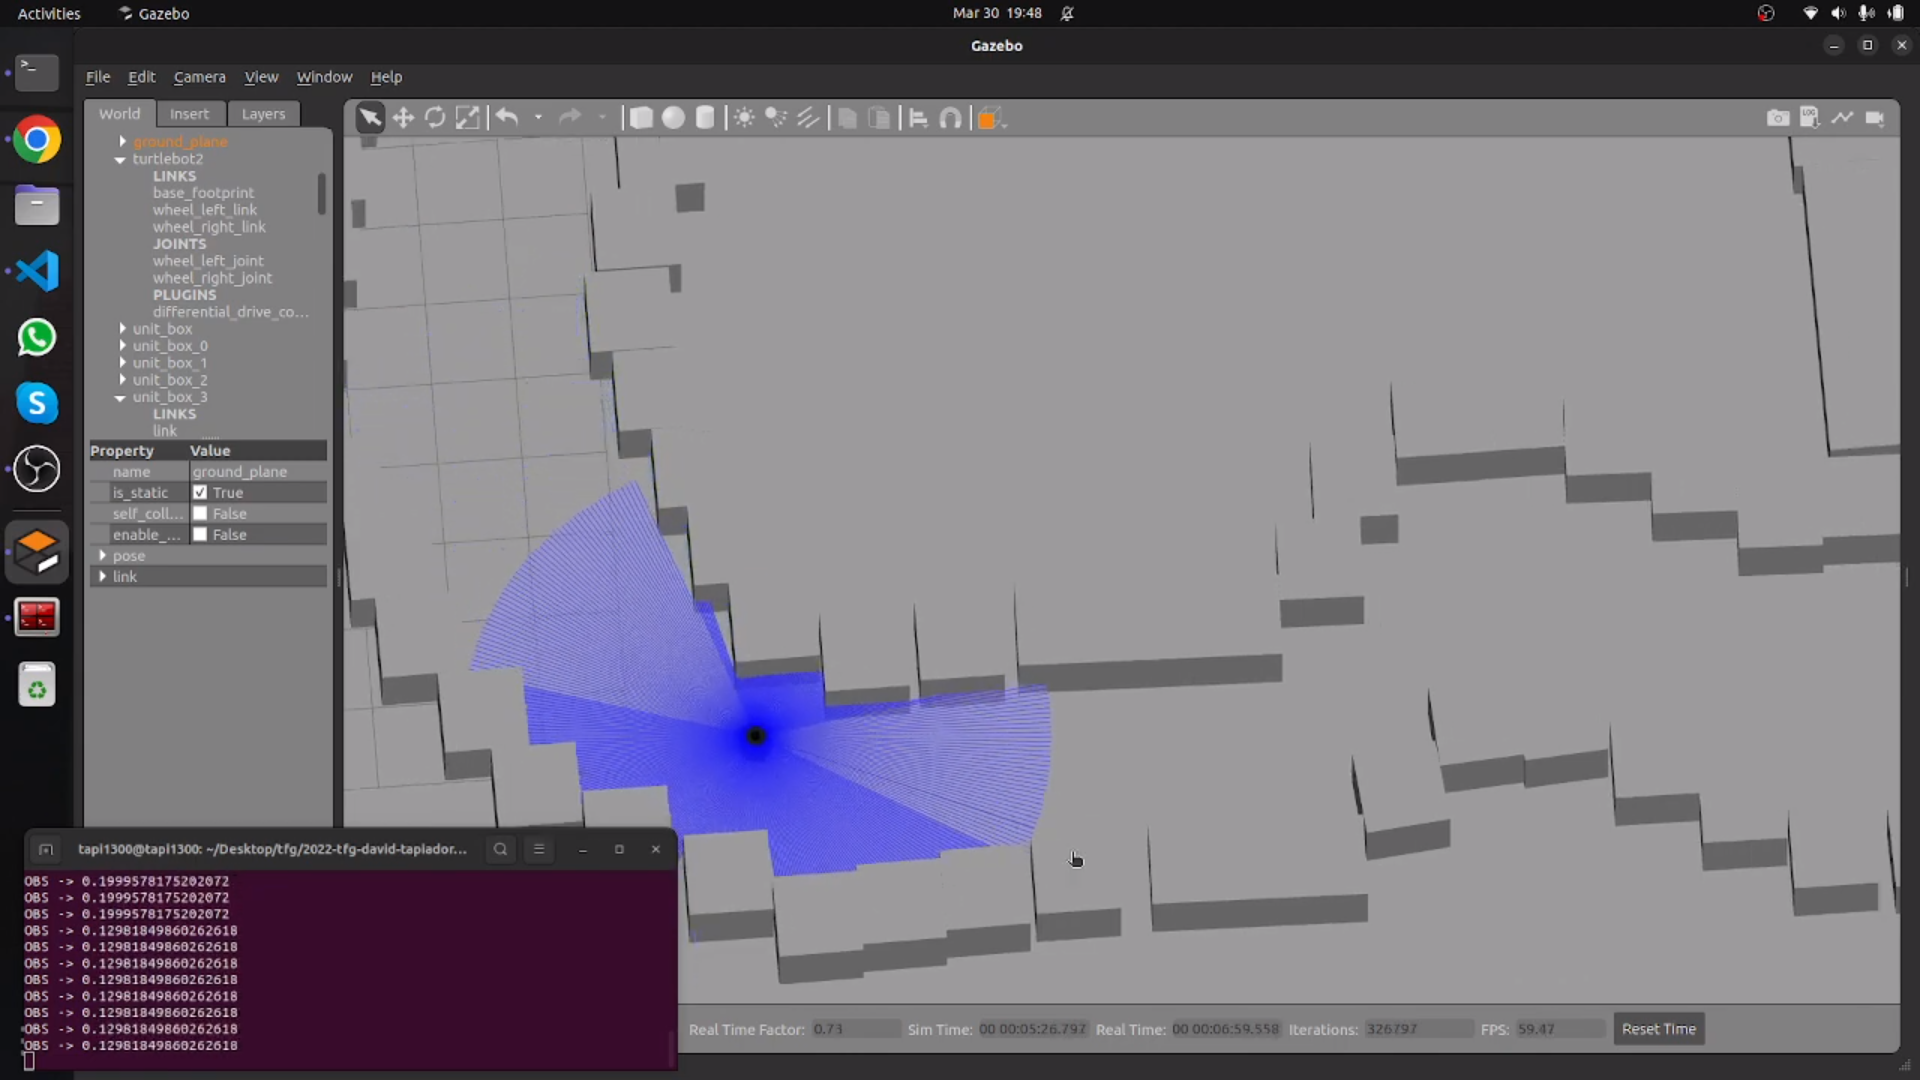 Activities
Gazebo
Mar 30 19:48
Gazebo
File Edit Camera View Window Help
World Insert Layers
ground_plane
turtlebot2
LINKS
base_footprint
wheel_left_link
wheel_right_link
JOINTS
wheel_left_joint
wheel_right_joint
PLUGINS
differential_drive_co...
unit_box
unit_box_0
unit_box_1
unit_box_2
unit_box_3
LINKS
link
Property Value
name ground_plane
is_static True
self_coll... False
enable_... False
pose
link
tapi1300@tapi1300: ~/Desktop/tfg/2022-tfg-david-tapiador...
OBS -> 0.1999578175202072
OBS -> 0.1999578175202072
OBS -> 0.1999578175202072
OBS -> 0.12981849860262618
OBS -> 0.12981849860262618
OBS -> 0.12981849860262618
OBS -> 0.12981849860262618
OBS -> 0.12981849860262618
OBS -> 0.12981849860262618
OBS -> 0.12981849860262618
OBS -> 0.12981849860262618
Real Time Factor: 0.73 Sim Time: 00 00:05:26.797 Real Time: 00 00:06:59.558 Iterations: 326797 FPS: 59.47 Reset Time